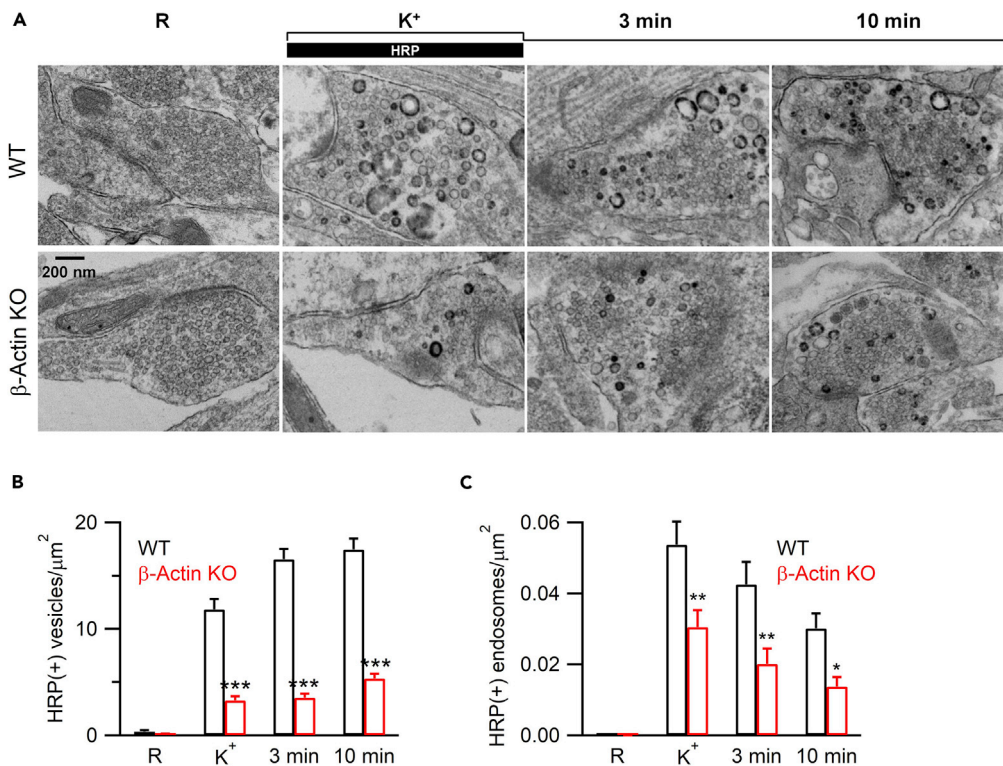 A
R
K⁺
3 min
10 min
HRP
WT
200 nm
β-Actin KO
B
HRP(+) vesicles/μm²
20
10
0
WT
β-Actin KO
***
***
***
R
K⁺
3 min
10 min
C
HRP(+) endosomes/μm²
0.06
0.04
0.02
0.00
WT
β-Actin KO
**
**
*
R
K⁺
3 min
10 min